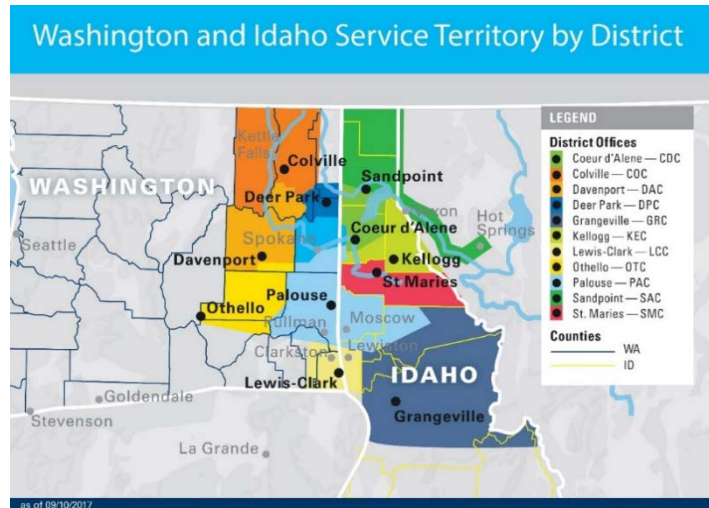 Washington and Idaho Service Territory by District
Kettle
Falls
Colville
WASHINGTON
Sandpoint
Deer Park
Hot
Springs
Seattle
Spokane
Coeur d'Alene
Davenport
Kellogg
St Maries
Othello
Palouse
Pullman
Moscow
Clarkston
Lewiston
Lewis-Clark
IDAHO
Goldendale
Stevenson
Grangeville
La Grande
LEGEND
District Offices
Coeur d'Alene — CDC
Colville — COC
Davenport — DAC
Deer Park — DPC
Grangeville — GRC
Kellogg — KEC
Lewis-Clark — LCC
Othello — OTC
Palouse — PAC
Sandpoint — SAC
St. Maries — SMC
Counties
WA
ID
as of 09/10/2017